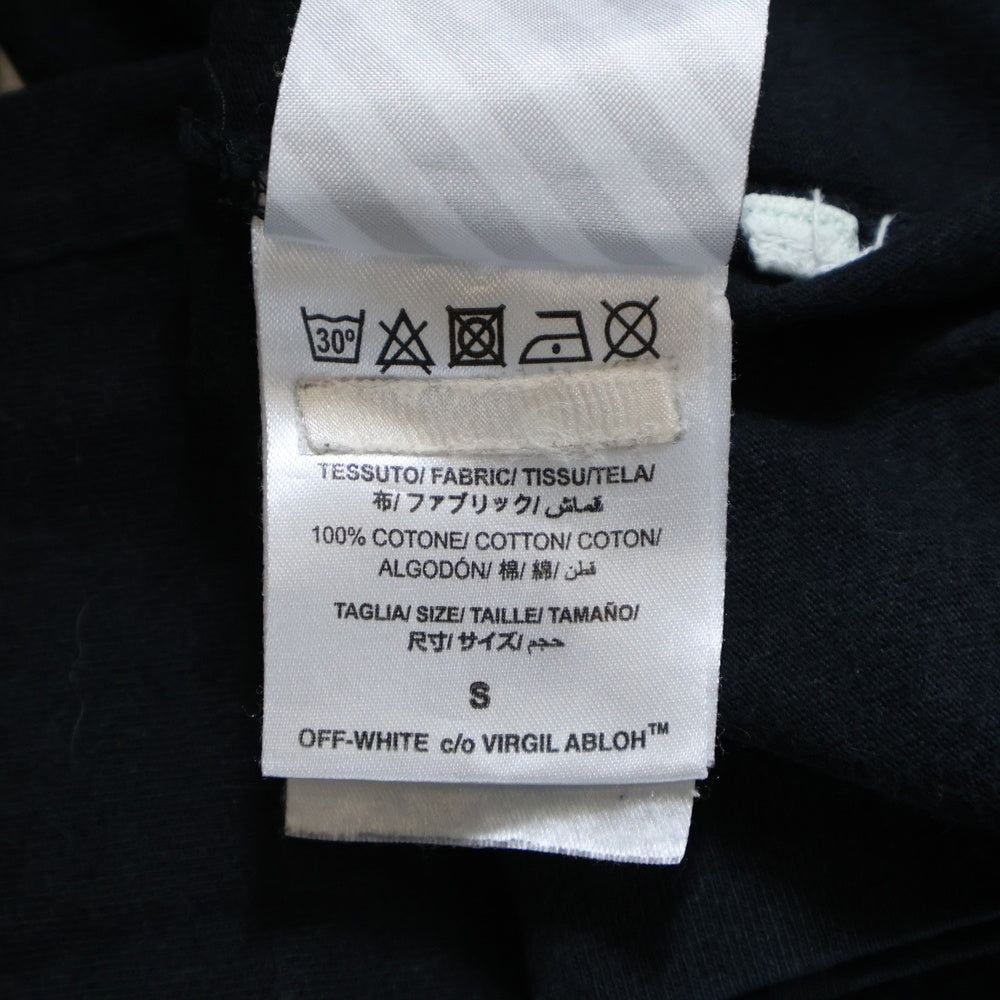 30°
TESSUTO/ FABRIC/ TISSU/TELA/
布/ ファブリック/ قماش
100% COTONE/ COTTON/ COTON/
ALGODÓN/ 棉/ 綿/ قطن
TAGLIA/ SIZE/ TAILLE/ TAMAÑO/
尺寸/ サイズ/ حجم
S
OFF-WHITE c/o VIRGIL ABLOH™